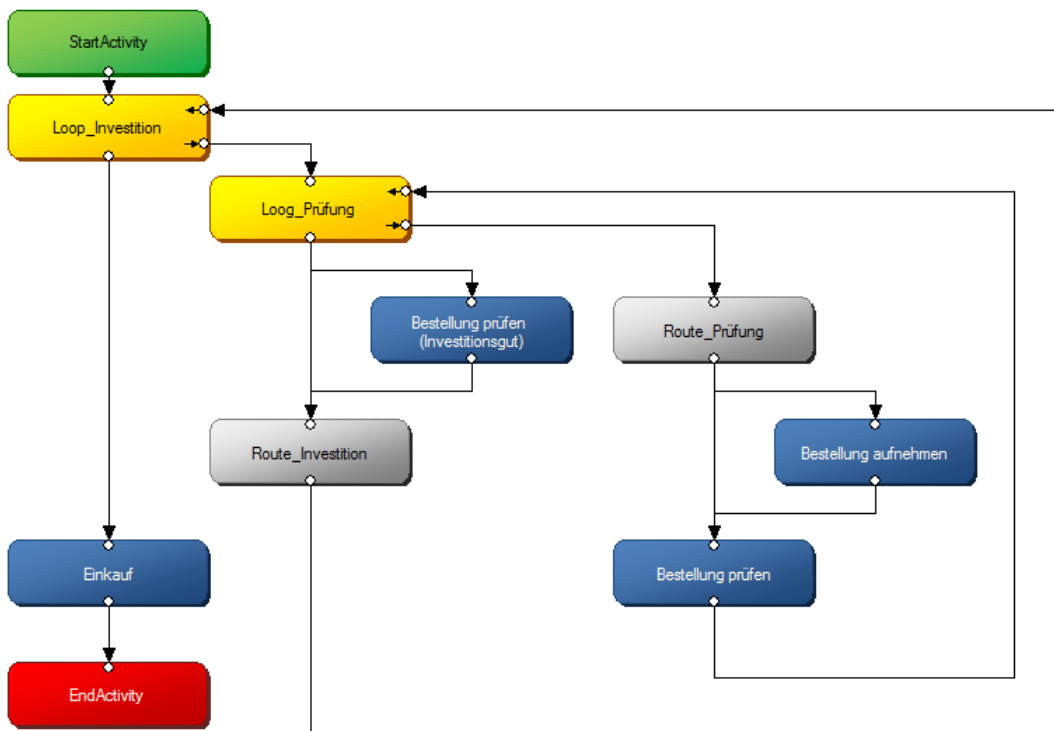 StartActivity
Loop_Investition
Loog_Prüfung
Bestellung prüfen
(Investitionsgut)
Route_Prüfung
Route_Investition
Bestellung aufnehmen
Einkauf
Bestellung prüfen
EndActivity